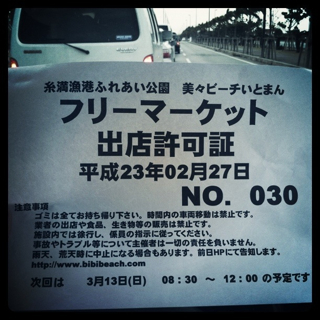 糸満漁港ふれあい公園　美々ビーチいとまん
フリーマーケット
出店許可証
平成23年02月27日
NO. 030
注意事項
ゴミは全てお持ち帰り下さい。時間内の車両移動は禁止です。
業者の出店や食品、生き物等の販売は禁止です。
施設内では徐行し、係員の指示に従ってください。
事故やトラブル等について主催者は一切の責任を負いません。
雨天、荒天時に中止になる場合もあります。前日HPにて告知します。
http://www.bibibeach.com
次回は　3月13日(日)　08:30　～　12:00の予定です